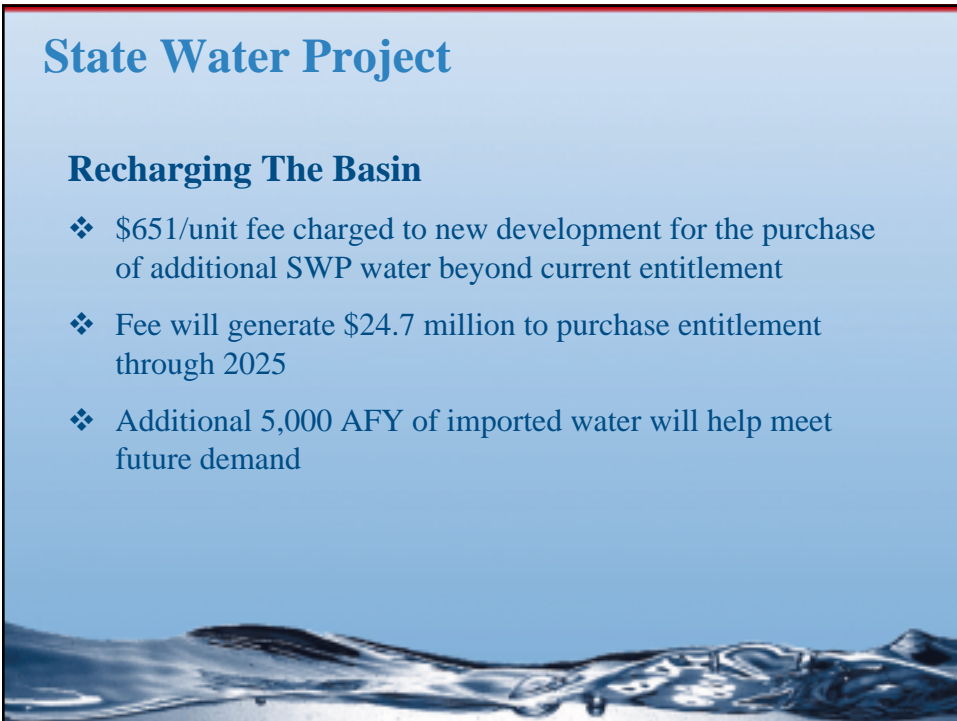 State Water Project
Recharging The Basin
❖ $651/unit fee charged to new development for the purchase
of additional SWP water beyond current entitlement
❖ Fee will generate $24.7 million to purchase entitlement
through 2025
❖ Additional 5,000 AFY of imported water will help meet
future demand